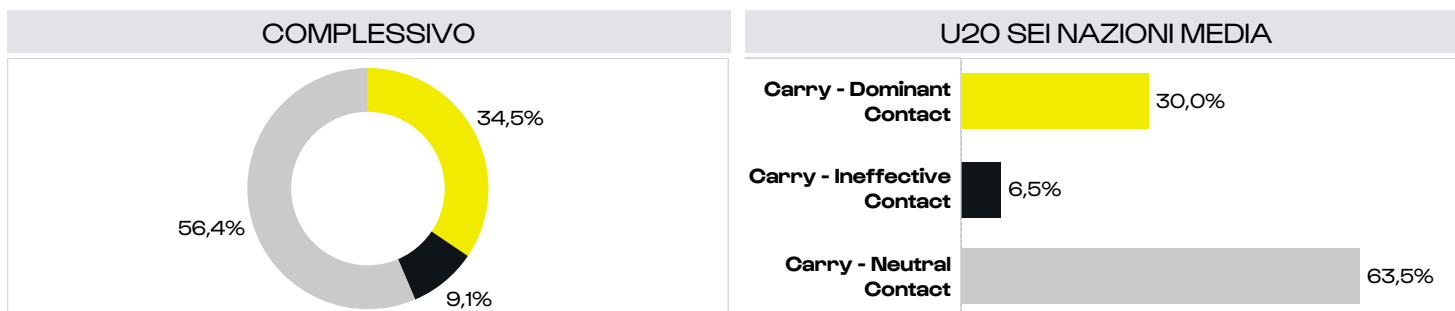 COMPLESSIVO
34,5%
56,4%
9,1%
U20 SEI NAZIONI MEDIA
Carry - Dominant
Contact
30,0%
Carry - Ineffective
Contact
6,5%
Carry - Neutral
Contact
63,5%